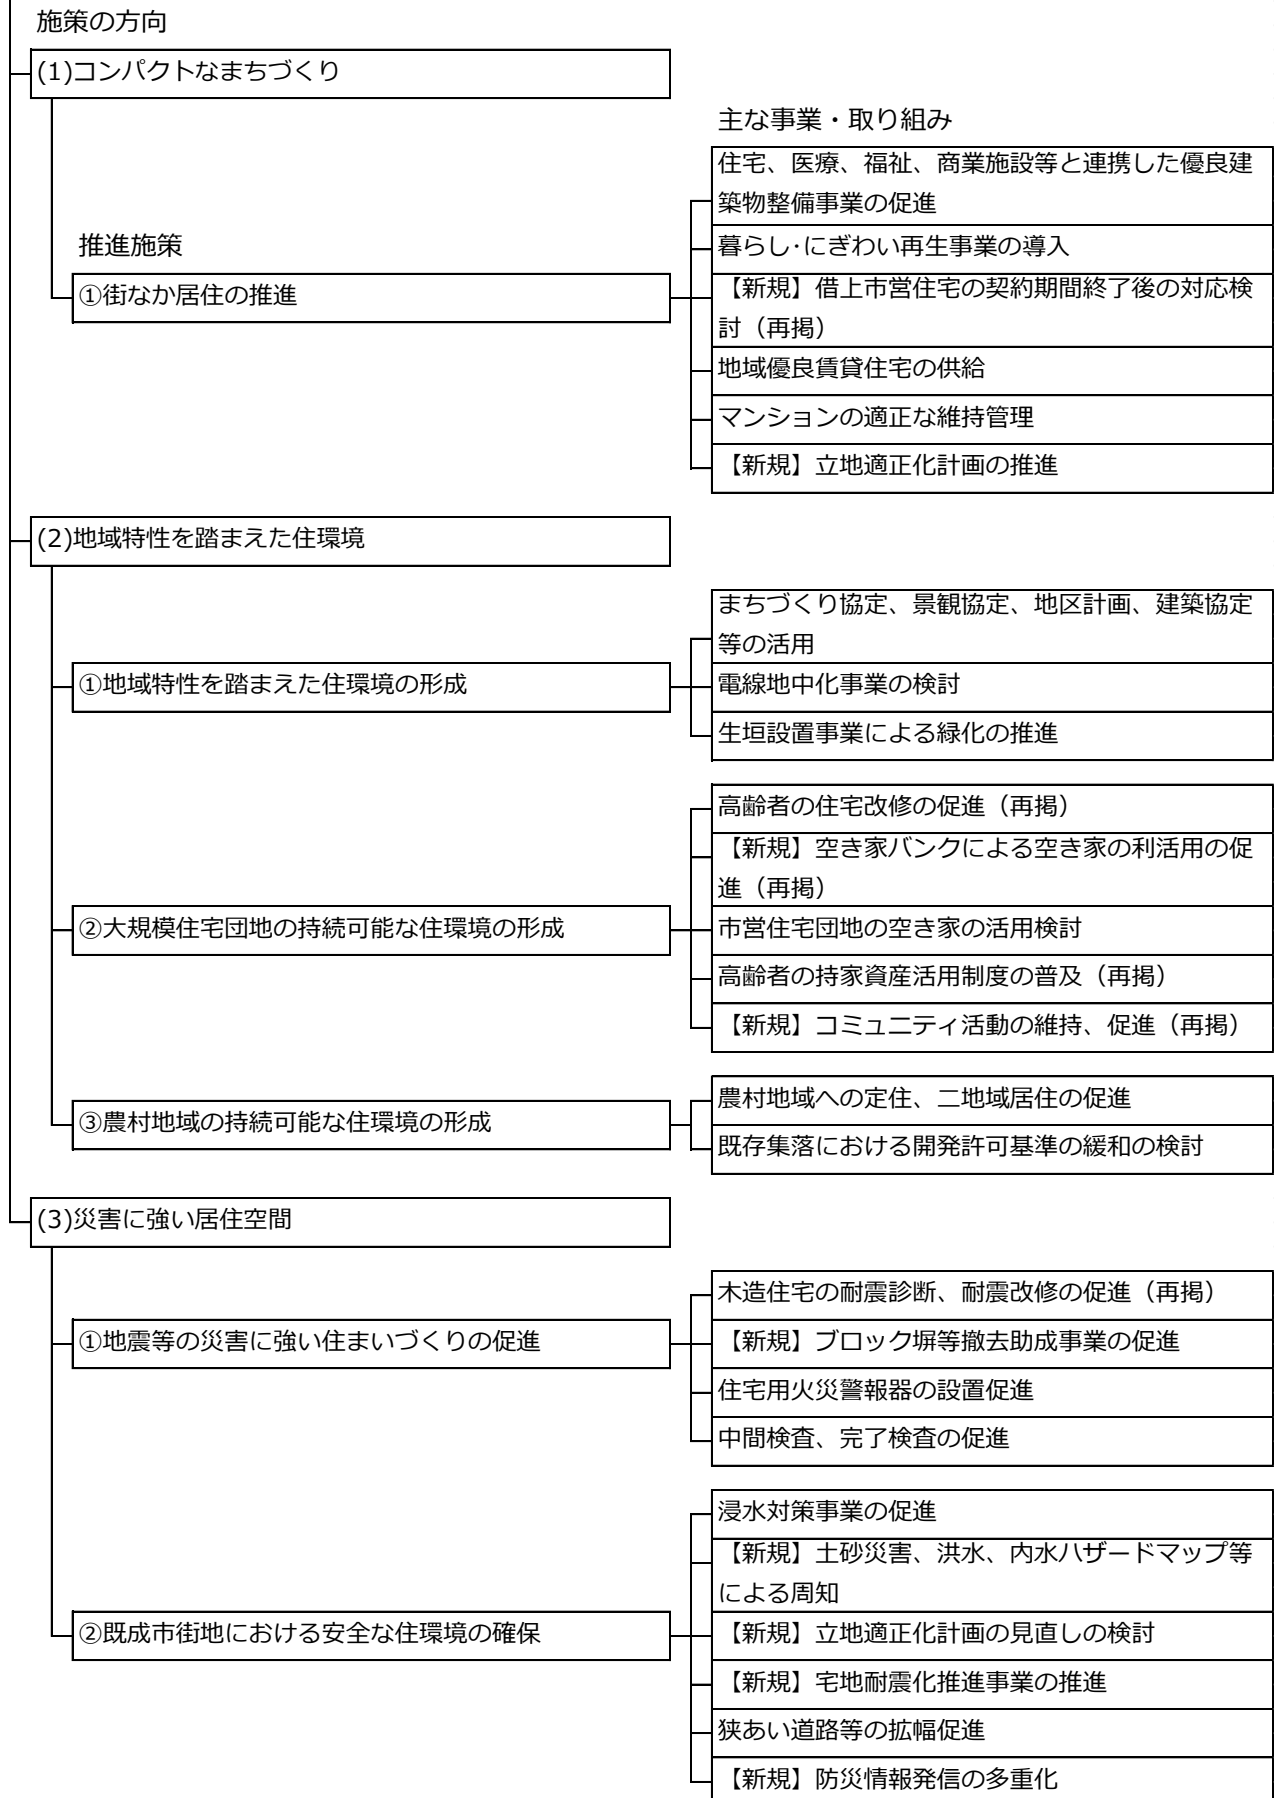 施策の方向
(1)コンパクトなまちづくり
主な事業・取り組み
推進施策
①街なか居住の推進
住宅、医療、福祉、商業施設等と連携した優良建
築物整備事業の促進
暮らし･にぎわい再生事業の導入
【新規】借上市営住宅の契約期間終了後の対応検
討（再掲）
地域優良賃貸住宅の供給
マンションの適正な維持管理
【新規】立地適正化計画の推進
(2)地域特性を踏まえた住環境
①地域特性を踏まえた住環境の形成
まちづくり協定、景観協定、地区計画、建築協定
等の活用
電線地中化事業の検討
生垣設置事業による緑化の推進
②大規模住宅団地の持続可能な住環境の形成
高齢者の住宅改修の促進（再掲）
【新規】空き家バンクによる空き家の利活用の促
進（再掲）
市営住宅団地の空き家の活用検討
高齢者の持家資産活用制度の普及（再掲）
【新規】コミュニティ活動の維持、促進（再掲）
③農村地域の持続可能な住環境の形成
農村地域への定住、二地域居住の促進
既存集落における開発許可基準の緩和の検討
(3)災害に強い居住空間
①地震等の災害に強い住まいづくりの促進
木造住宅の耐震診断、耐震改修の促進（再掲）
【新規】ブロック塀等撤去助成事業の促進
住宅用火災警報器の設置促進
中間検査、完了検査の促進
②既成市街地における安全な住環境の確保
浸水対策事業の促進
【新規】土砂災害、洪水、内水ハザードマップ等
による周知
【新規】立地適正化計画の見直しの検討
【新規】宅地耐震化推進事業の推進
狭あい道路等の拡幅促進
【新規】防災情報発信の多重化